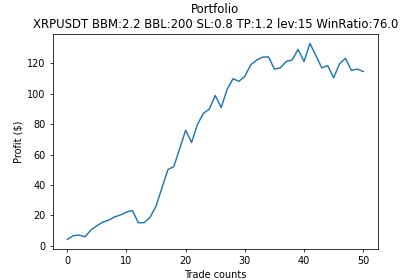 Portfolio
XRPUSDT BBM:2.2 BBL:200 SL:0.8 TP:1.2 lev:15 WinRatio:76.0
120
100
80
60
40
20
0
Profit ($)
0 10 20 30 40 50
Trade counts